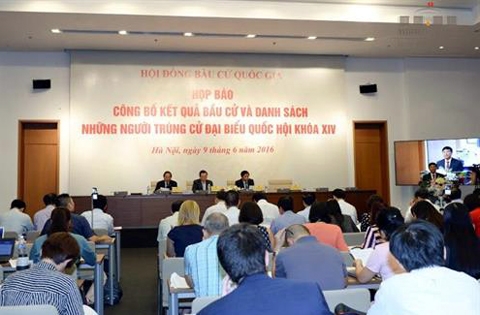 HỘI ĐỒNG BẦU CỬ QUỐC GIA
HỌP BÁO
CÔNG BỐ KẾT QUẢ BẦU CỬ VÀ DANH SÁCH
NHỮNG NGƯỜI TRÚNG CỬ ĐẠI BIỂU QUỐC HỘI KHÓA XIV
Hà Nội, ngày 9 tháng 6 năm 2016